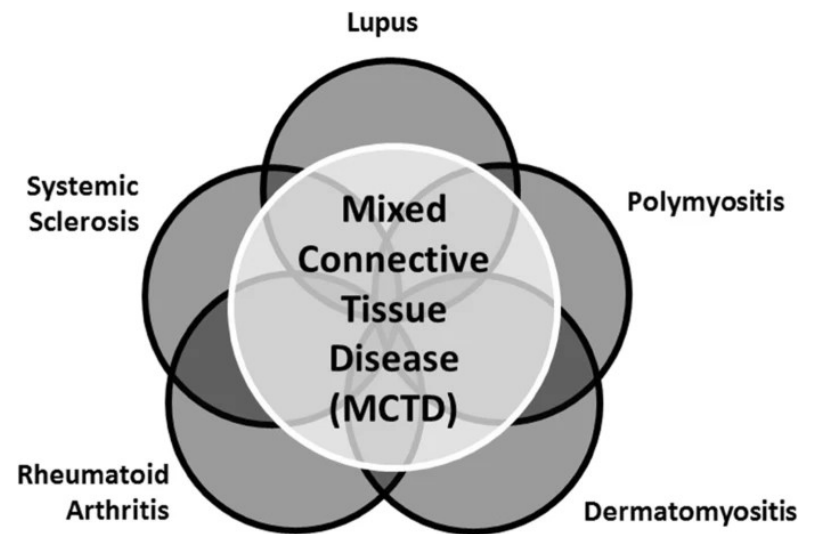 Lupus
Systemic
Sclerosis
Polymyositis
Mixed
Connective
Tissue
Disease
(MCTD)
Rheumatoid
Arthritis
Dermatomyositis